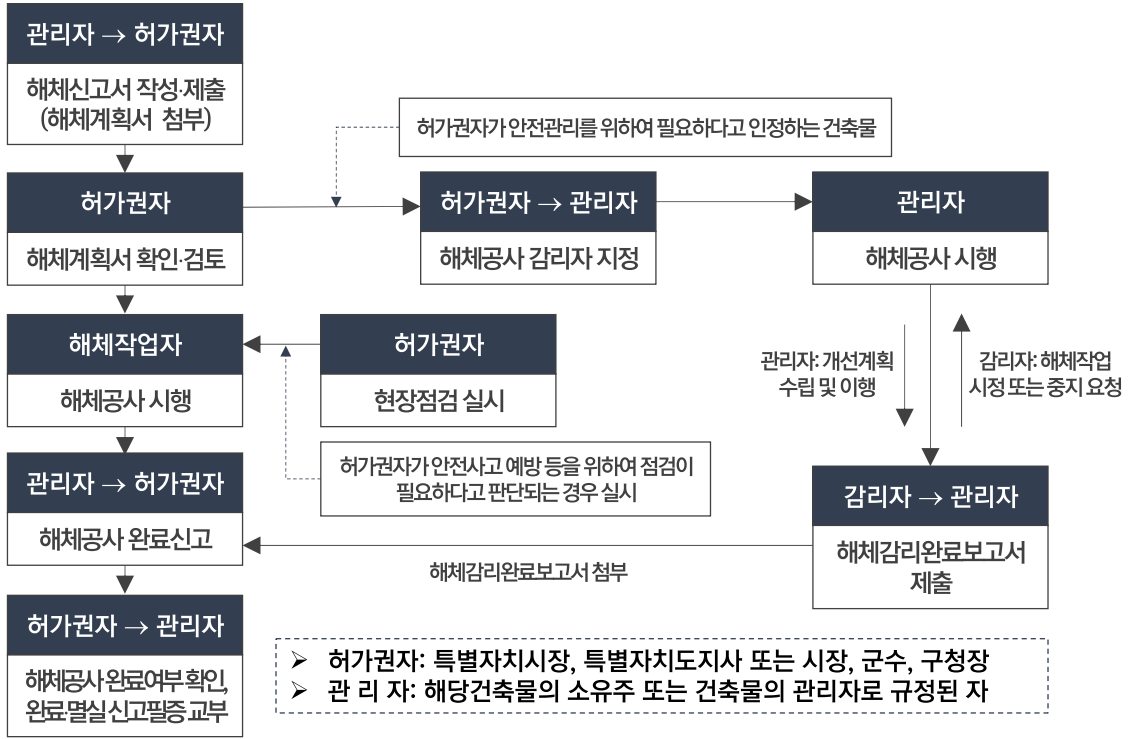 관리자 → 허가권자
해체신고서 작성·제출
(해체계획서 첨부)
허가권자가 안전관리를 위하여 필요하다고 인정하는 건축물
허가권자
해체계획서 확인·검토
허가권자 → 관리자
해체공사 감리자 지정
관리자
해체공사 시행
해체작업자
해체공사 시행
허가권자
현장점검 실시
관리자: 개선계획
수립 및 이행
감리자: 해체작업
시정 또는 중지 요청
허가권자가 안전사고 예방 등을 위하여 점검이
필요하다고 판단되는 경우 실시
관리자 → 허가권자
해체공사 완료신고
감리자 → 관리자
해체감리완료보고서
제출
해체감리완료보고서 첨부
허가권자 → 관리자
해체공사 완료여부 확인,
완료·멸실 신고필증 교부
➢ 허가권자: 특별자치시장, 특별자치도지사 또는 시장, 군수, 구청장
➢ 관 리 자: 해당건축물의 소유주 또는 건축물의 관리자로 규정된 자